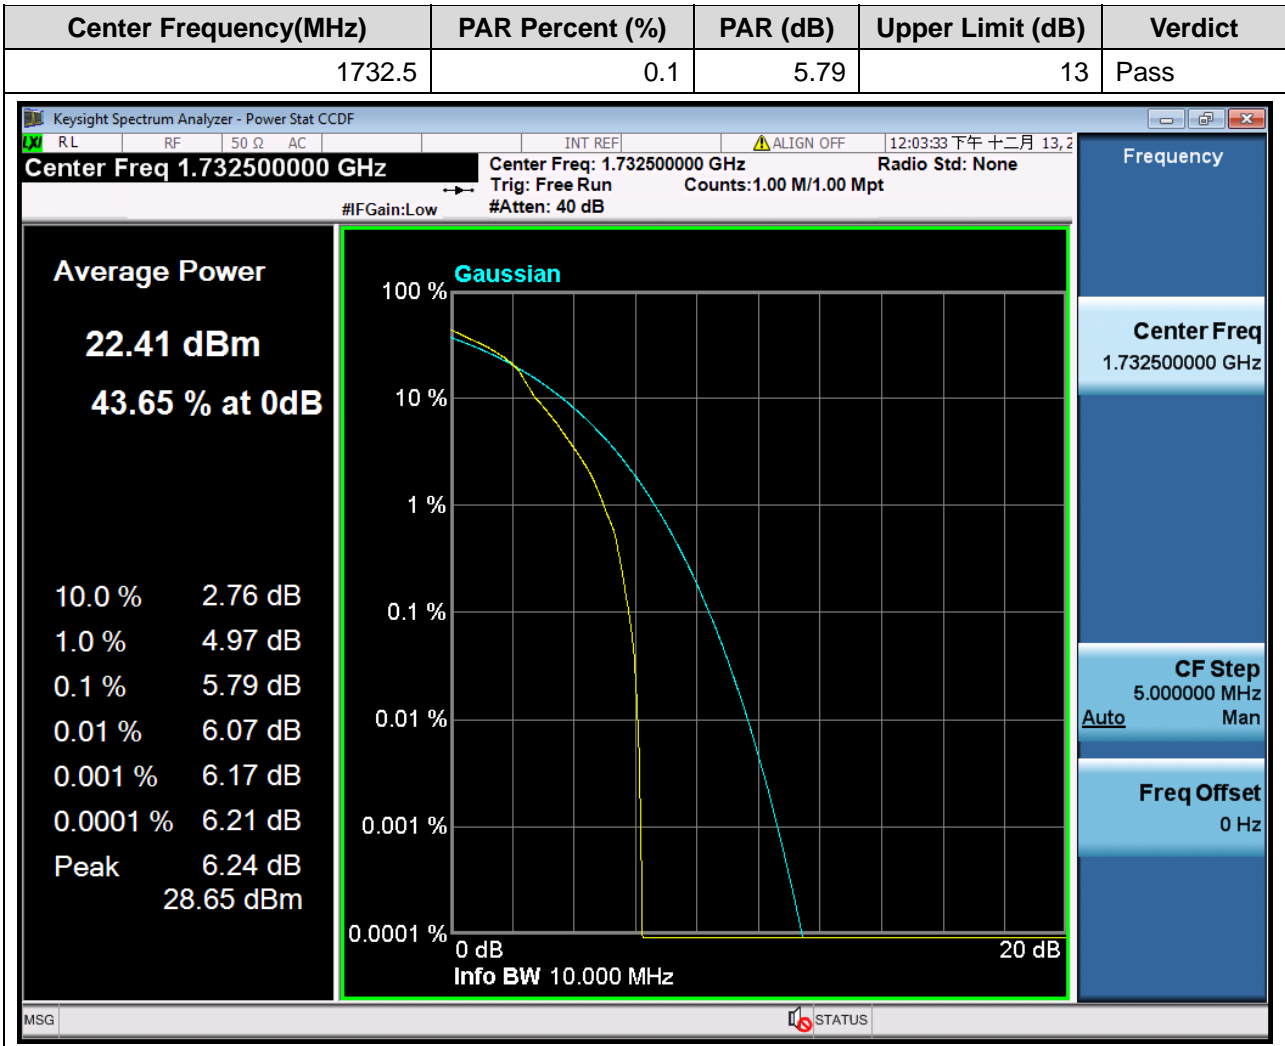 Center Frequency(MHz) PAR Percent (%) PAR (dB) Upper Limit (dB) Verdict
1732.5 0.1 5.79 13 Pass
Keysight Spectrum Analyzer - Power Stat CCDF
LXI RL RF 50 Ω AC INT REF ALIGN OFF 12:03:33 下午 十二月 13, 2
Center Freq 1.732500000 GHz
Center Freq: 1.732500000 GHz Radio Std: None
Trig: Free Run Counts:1.00 M/1.00 Mpt
#IFGain:Low #Atten: 40 dB
Average Power
22.41 dBm
43.65 % at 0dB
10.0 % 2.76 dB
1.0 % 4.97 dB
0.1 % 5.79 dB
0.01 % 6.07 dB
0.001 % 6.17 dB
0.0001 % 6.21 dB
Peak 6.24 dB
28.65 dBm
Gaussian
100 %
10 %
1 %
0.1 %
0.01 %
0.001 %
0.0001 %
0 dB 20 dB
Info BW 10.000 MHz
Frequency
Center Freq
1.732500000 GHz
CF Step
5.000000 MHz
Auto Man
Freq Offset
0 Hz
MSG STATUS